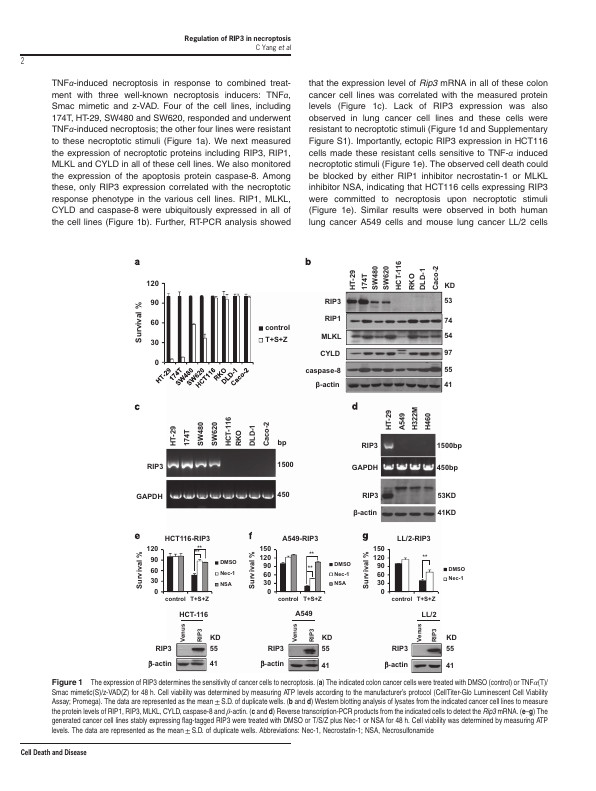 Regulation of RIP3 in necroptosis
C Yang et al
2
TNFα-induced necroptosis in response to combined treat-
ment with three well-known necroptosis inducers: TNFα,
Smac mimetic and z-VAD. Four of the cell lines, including
174T, HT-29, SW480 and SW620, responded and underwent
TNFα-induced necroptosis; the other four lines were resistant
to these necroptotic stimuli (Figure 1a). We next measured
the expression of necroptotic proteins including RIP3, RIP1,
MLKL and CYLD in all of these cell lines. We also monitored
the expression of the apoptosis protein caspase-8. Among
these, only RIP3 expression correlated with the necroptotic
response phenotype in the various cell lines. RIP1, MLKL,
CYLD and caspase-8 were ubiquitously expressed in all of
the cell lines (Figure 1b). Further, RT-PCR analysis showed
that the expression level of Rip3 mRNA in all of these colon
cancer cell lines was correlated with the measured protein
levels (Figure 1c). Lack of RIP3 expression was also
observed in lung cancer cell lines and these cells were
resistant to necroptotic stimuli (Figure 1d and Supplementary
Figure S1). Importantly, ectopic RIP3 expression in HCT116
cells made these resistant cells sensitive to TNF-α induced
necroptotic stimuli (Figure 1e). The observed cell death could
be blocked by either RIP1 inhibitor necrostatin-1 or MLKL
inhibitor NSA, indicating that HCT116 cells expressing RIP3
were committed to necroptosis upon necroptotic stimuli
(Figure 1e). Similar results were observed in both human
lung cancer A549 cells and mouse lung cancer LL/2 cells
a
Survival %
120
90
60
30
0
HT-29
174T
SW480
SW620
HCT116
RKO
DLD-1
Caco-2
control
T+S+Z
b
HT-29
174T
SW480
SW620
HCT-116
RKO
DLD-1
Caco-2
KD
RIP3 53
RIP1 74
MLKL 54
CYLD 97
caspase-8 55
β-actin 41
c
HT-29
174T
SW480
SW620
HCT-116
RKO
DLD-1
Caco-2
bp
RIP3 1500
GAPDH 450
d
HT-29
A549
H322M
H460
RIP3 1500bp
GAPDH 450bp
RIP3 53KD
β-actin 41KD
e
HCT116-RIP3
Survival %
120
90
60
30
0
**
**
control T+S+Z
DMSO
Nec-1
NSA
HCT-116
Venus
RIP3
KD
RIP3 55
β-actin 41
f
A549-RIP3
Survival %
150
120
90
60
30
0
**
**
control T+S+Z
DMSO
Nec-1
NSA
A549
Venus
RIP3
KD
RIP3 55
β-actin 41
g
LL/2-RIP3
Survival %
150
120
90
60
30
0
**
control T+S+Z
DMSO
Nec-1
LL/2
Venus
RIP3
KD
RIP3 55
β-actin 41
Figure 1 The expression of RIP3 determines the sensitivity of cancer cells to necroptosis. (a) The indicated colon cancer cells were treated with DMSO (control) or TNFα(T)/
Smac mimetic(S)/z-VAD(Z) for 48 h. Cell viability was determined by measuring ATP levels according to the manufacturer's protocol (CellTiter-Glo Luminescent Cell Viability
Assay; Promega). The data are represented as the mean ± S.D. of duplicate wells. (b and d) Western blotting analysis of lysates from the indicated cancer cell lines to measure
the protein levels of RIP1, RIP3, MLKL, CYLD, caspase-8 and β-actin. (c and d) Reverse transcription-PCR products from the indicated cells to detect the Rip3 mRNA. (e–g) The
generated cancer cell lines stably expressing flag-tagged RIP3 were treated with DMSO or T/S/Z plus Nec-1 or NSA for 48 h. Cell viability was determined by measuring ATP
levels. The data are represented as the mean ± S.D. of duplicate wells. Abbreviations: Nec-1, Necrostatin-1; NSA, Necrosulfonamide
Cell Death and Disease